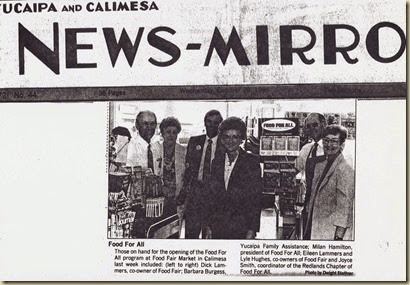 YUCAIPA AND CALIMESA
NEWS-MIRRO
Pages
FOOD FOR ALL
Food For All
Those on hand for the opening of the Food For
All program at Food Fair Market in Calimesa
last week included: (left to right) Dick Lam-
mers, co-owner of Food Fair; Barbara Burgess,
Yucaipa Family Assistance; Milan Hamilton,
president of Food For All; Eileen Lammers and
Lyle Hughes, co-owners of Food Fair and Joyce
Smith, coordinator of the Redlands Chapter of
Food For All.
Photo by Dwight